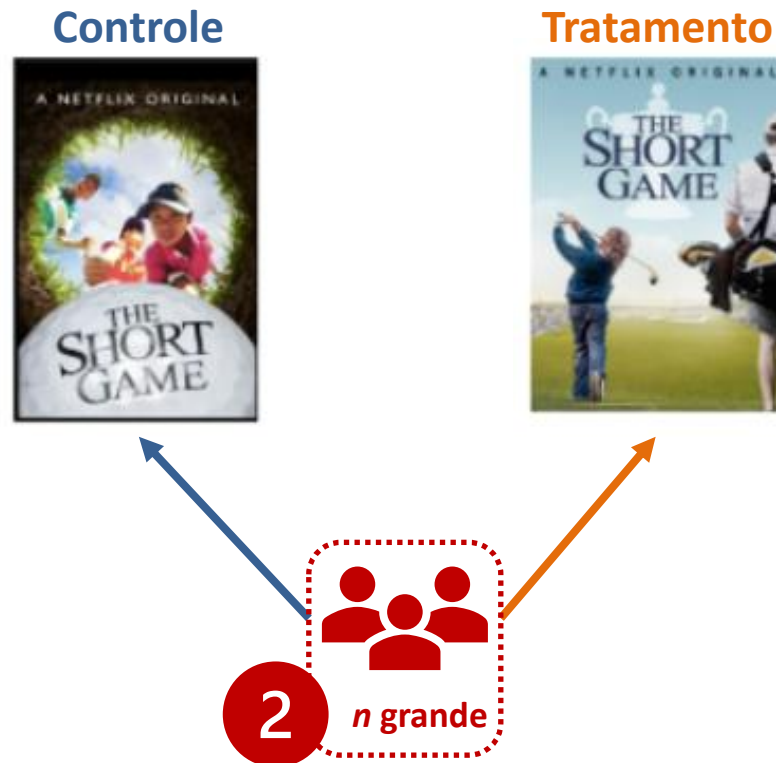 Controle
Tratamento
A NETFLIX ORIGINAL
THE
SHORT
GAME
A NETFLIX ORIGINAL
THE
SHORT
GAME
2
n grande